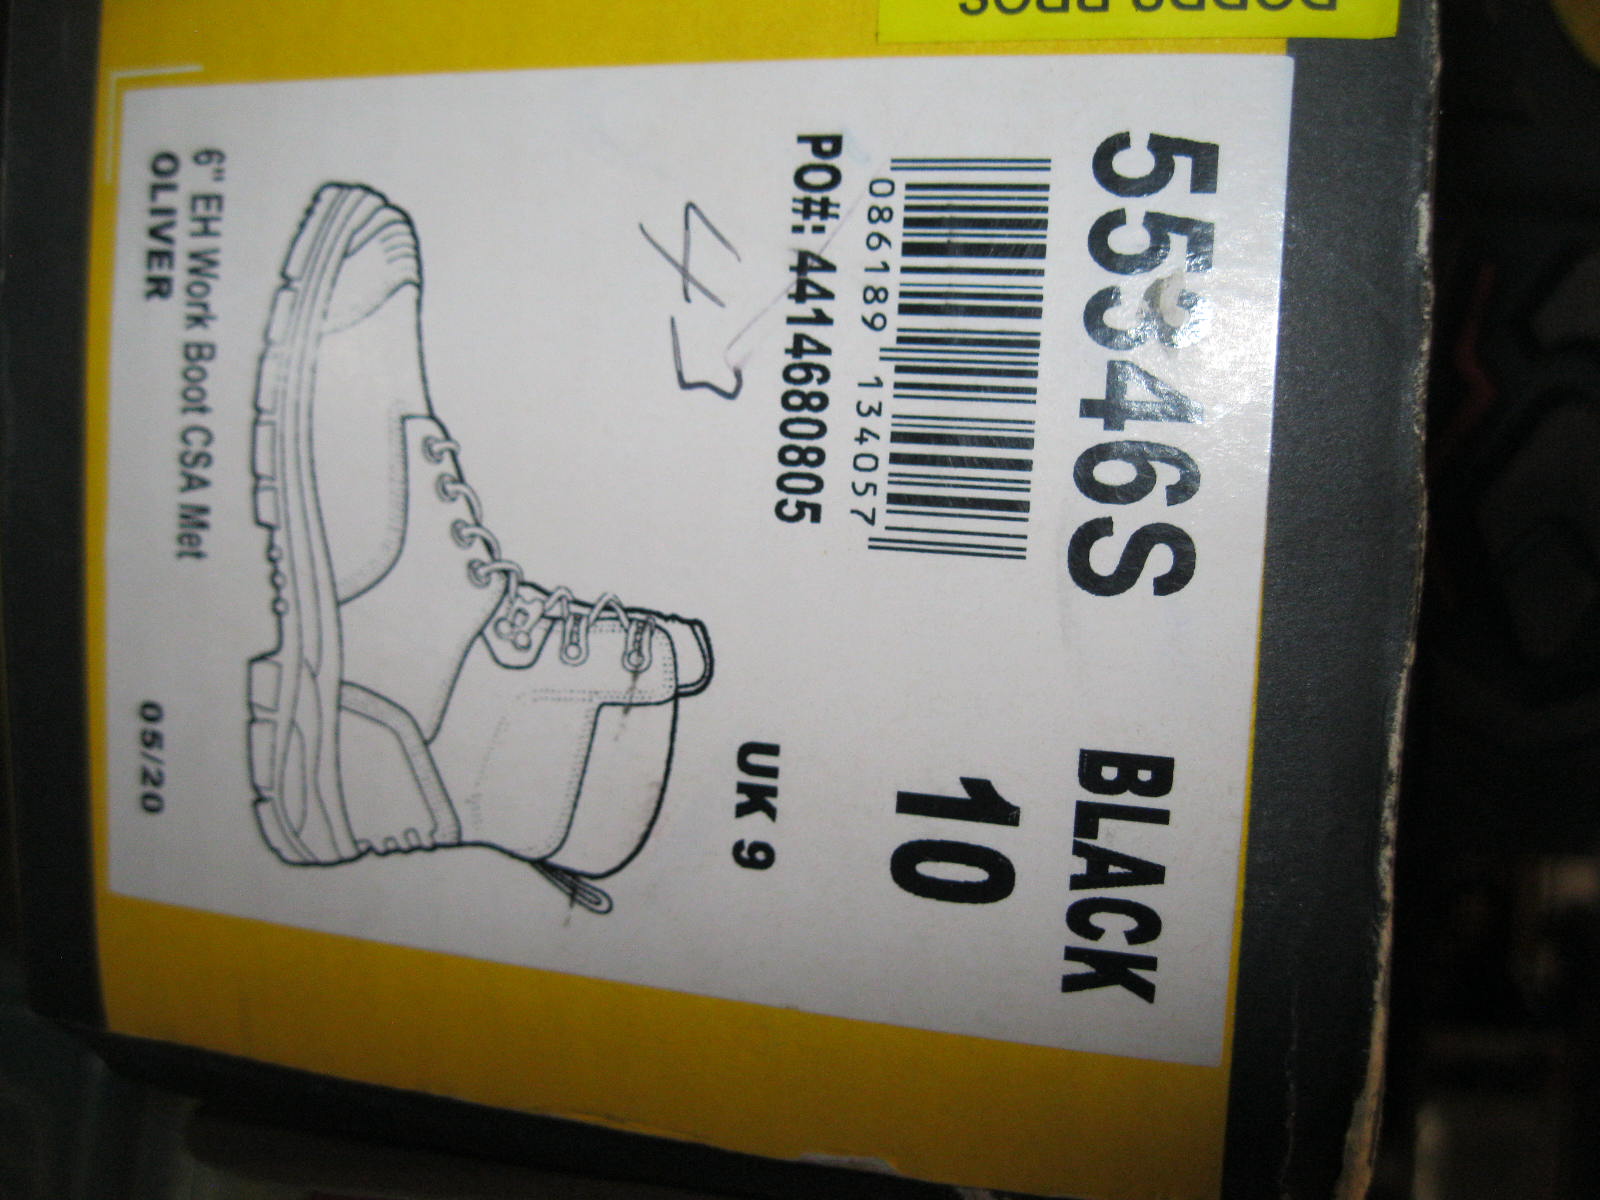 55346S BLACK
086189 134057
10
PO#: 4414680805
UK 9
43
6" EH Work Boot CSA Met
OLIVER 05/20